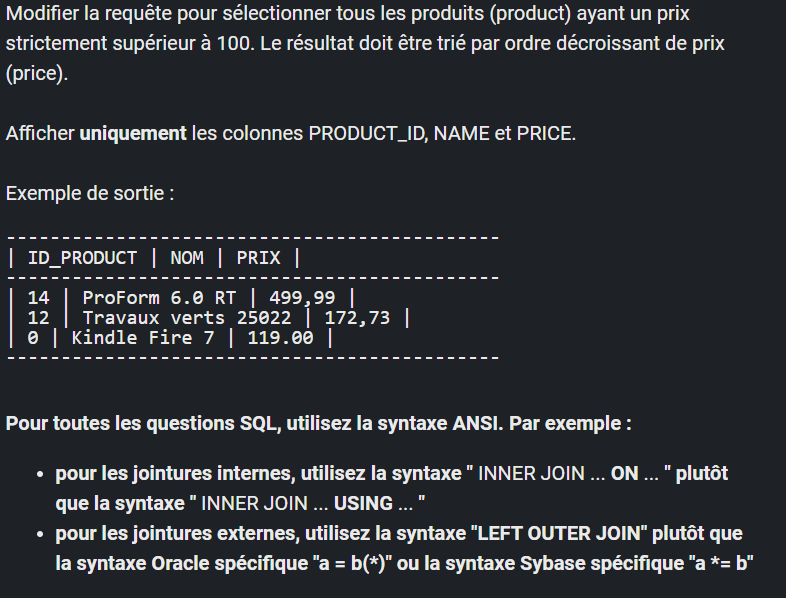 Modifier la requête pour sélectionner tous les produits (product) ayant un prix
strictement supérieur à 100. Le résultat doit être trié par ordre décroissant de prix
(price).
Afficher uniquement les colonnes PRODUCT_ID, NAME et PRICE.
Exemple de sortie :
---------------------------------------------
| ID_PRODUCT | NOM | PRIX |
---------------------------------------------
| 14 | ProForm 6.0 RT | 499,99 |
| 12 | Travaux verts 25022 | 172,73 |
| 0 | Kindle Fire 7 | 119.00 |
---------------------------------------------
Pour toutes les questions SQL, utilisez la syntaxe ANSI. Par exemple :
• pour les jointures internes, utilisez la syntaxe " INNER JOIN ... ON ... " plutôt
que la syntaxe " INNER JOIN ... USING ... "
• pour les jointures externes, utilisez la syntaxe "LEFT OUTER JOIN" plutôt que
la syntaxe Oracle spécifique "a = b(*)" ou la syntaxe Sybase spécifique "a *= b"